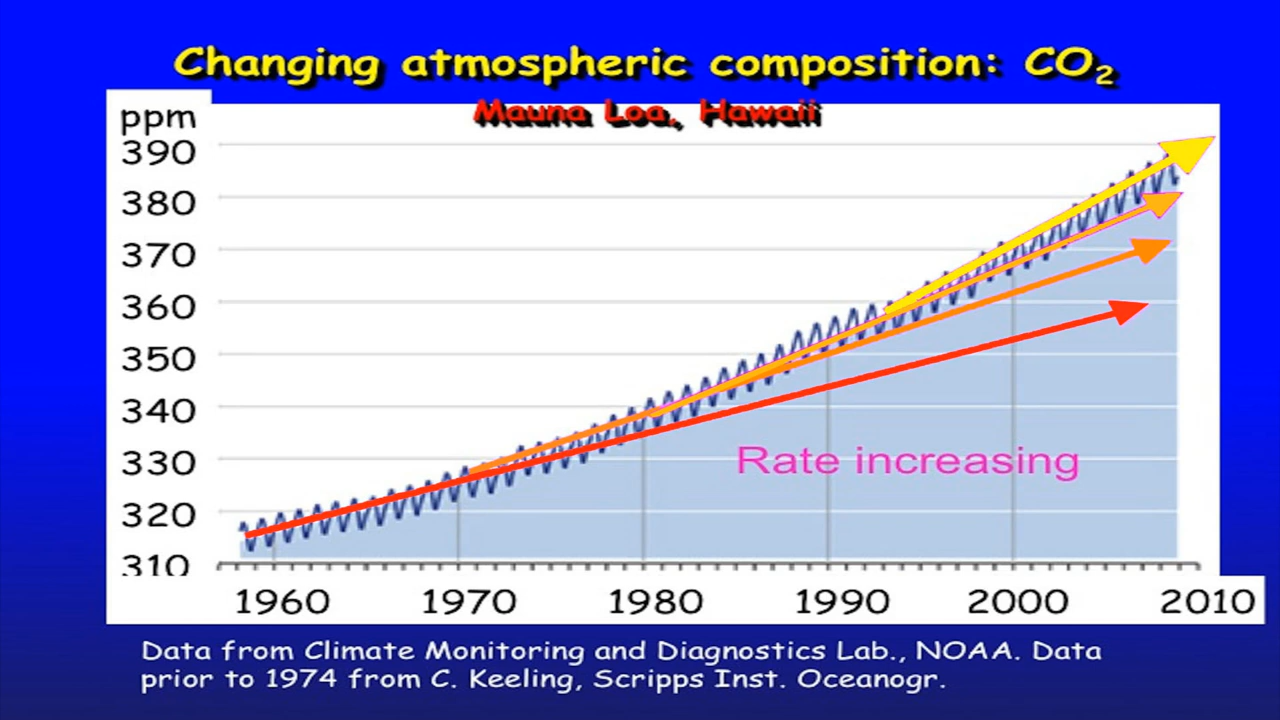 Changing atmospheric composition: CO₂
Mauna Loa, Hawaii
ppm
390
380
370
360
350
340
330
320
310
Rate increasing
1960 1970 1980 1990 2000 2010
Data from Climate Monitoring and Diagnostics Lab., NOAA. Data
prior to 1974 from C. Keeling, Scripps Inst. Oceanogr.